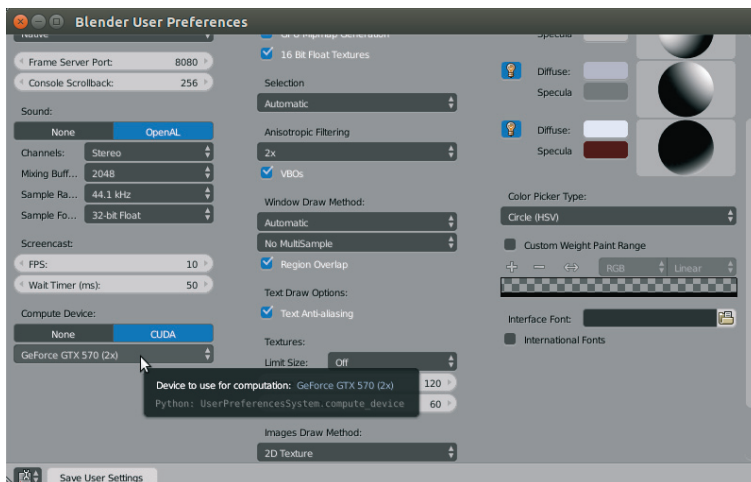 Blender User Preferences
Native
Frame Server Port: 8080
Console Scrollback: 256
Sound:
None OpenAL
Channels: Stereo
Mixing Buff... 2048
Sample Ra... 44.1 kHz
Sample Fo... 32-bit Float
Screencast:
FPS: 10
Wait Timer (ms): 50
Compute Device:
None CUDA
GeForce GTX 570 (2x)
GPU Mipmap Generation
16 Bit Float Textures
Selection
Automatic
Anisotropic Filtering
2x
VBOs
Window Draw Method:
Automatic
No MultiSample
Region Overlap
Text Draw Options:
Text Anti-aliasing
Textures:
Limit Size: Off
120
60
Device to use for computation: GeForce GTX 570 (2x)
Python: UserPreferencesSystem.compute_device
Images Draw Method:
2D Texture
Specula
Diffuse:
Specula
Diffuse:
Specula
Color Picker Type:
Circle (HSV)
Custom Weight Paint Range
RGB Linear
Interface Font:
International Fonts
Save User Settings